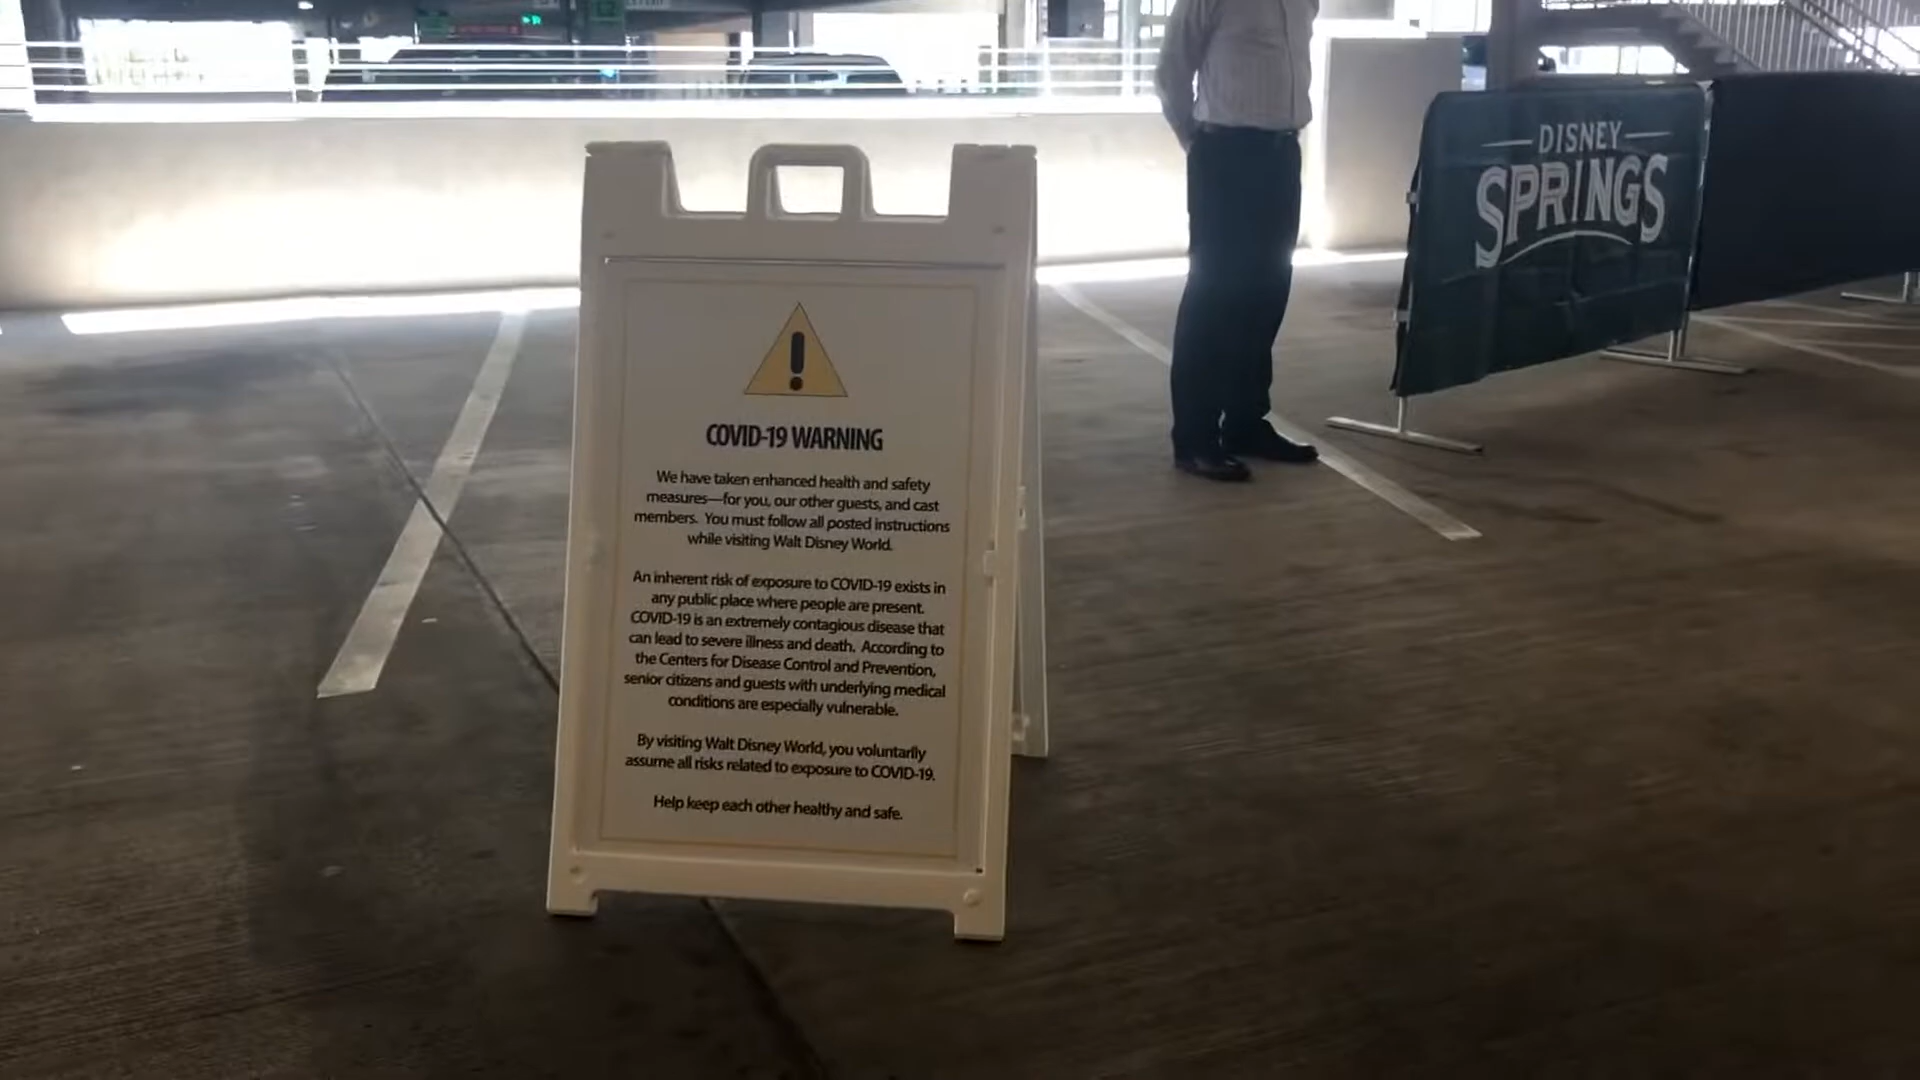 DISNEY
SPRINGS
COVID-19 WARNING
We have taken enhanced health and safety
measures—for you, our other guests, and cast
members. You must follow all posted instructions
while visiting Walt Disney World.
An inherent risk of exposure to COVID-19 exists in
any public place where people are present.
COVID-19 is an extremely contagious disease that
can lead to severe illness and death. According to
the Centers for Disease Control and Prevention,
senior citizens and guests with underlying medical
conditions are especially vulnerable.
By visiting Walt Disney World, you voluntarily
assume all risks related to exposure to COVID-19.
Help keep each other healthy and safe.